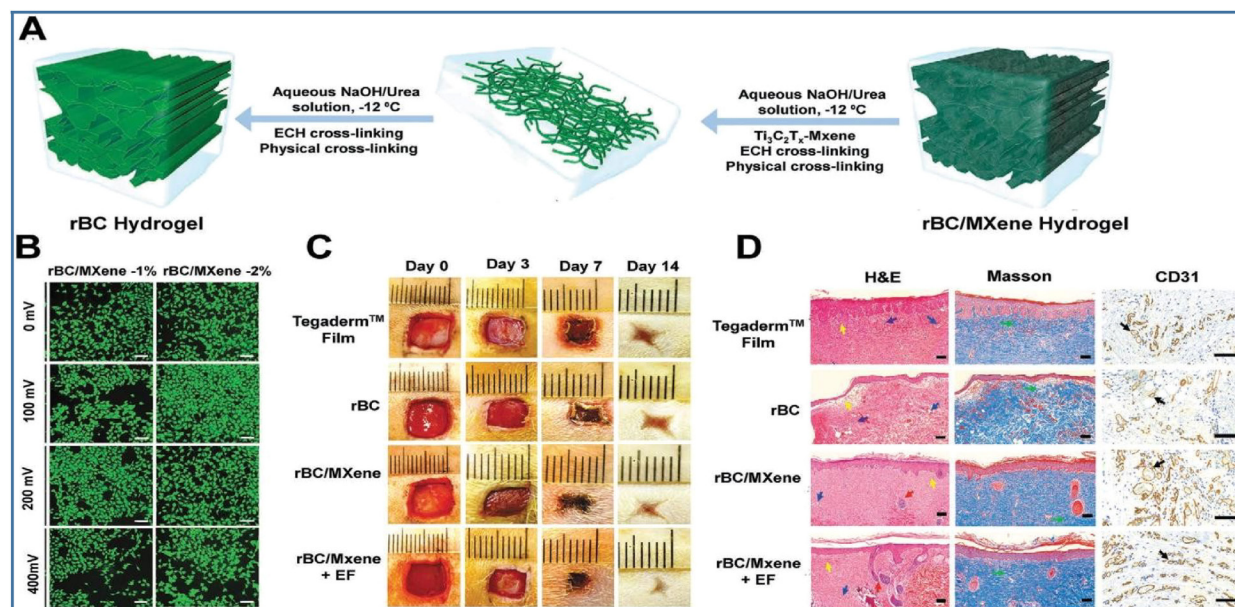 A
Aqueous NaOH/Urea
solution, -12 ºC
ECH cross-linking
Physical cross-linking
Aqueous NaOH/Urea
solution, -12 ºC
Ti₃C₂Tₓ-Mxene
ECH cross-linking
Physical cross-linking
rBC Hydrogel
rBC/MXene Hydrogel
B
rBC/MXene -1% rBC/MXene -2%
0 mV
100 mV
200 mV
400mV
C
Day 0 Day 3 Day 7 Day 14
Tegaderm™
Film
rBC
rBC/MXene
rBC/Mxene
+ EF
D
H&E Masson CD31
Tegaderm™
Film
rBC
rBC/MXene
rBC/Mxene
+ EF